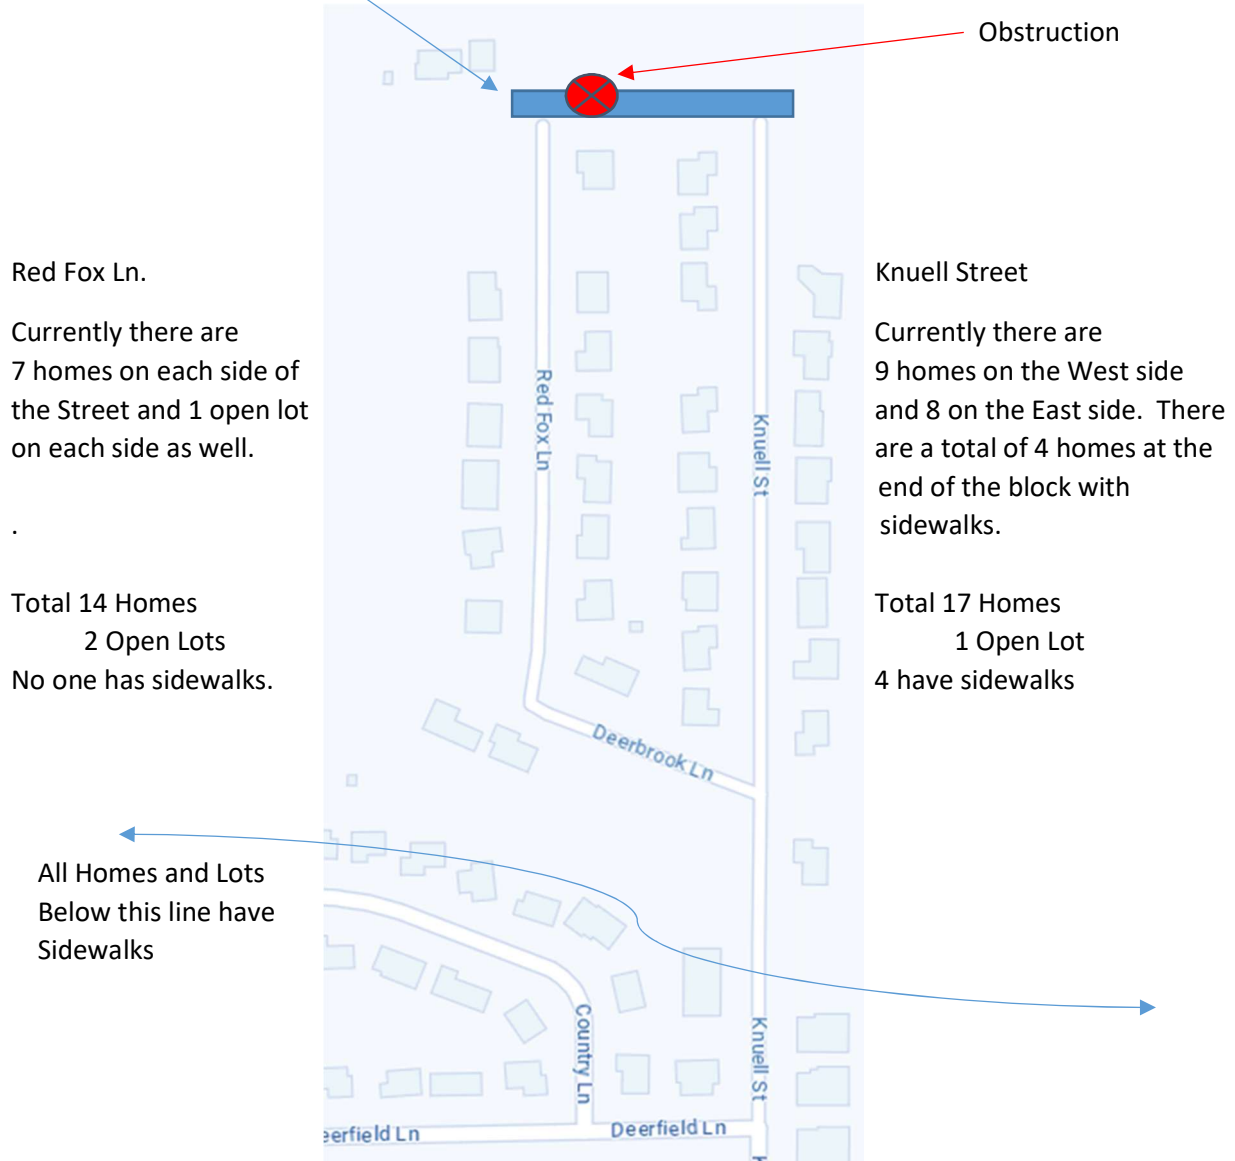 Obstruction
Red Fox Ln.
Currently there are
7 homes on each side of
the Street and 1 open lot
on each side as well.
.
Total 14 Homes
2 Open Lots
No one has sidewalks.
Knuell Street
Currently there are
9 homes on the West side
and 8 on the East side. There
are a total of 4 homes at the
end of the block with
sidewalks.
Total 17 Homes
1 Open Lot
4 have sidewalks
Red Fox Ln
Knuell St
Deerbrook Ln
All Homes and Lots
Below this line have
Sidewalks
Country Ln
Knuell St
eerfield Ln
Deerfield Ln
K